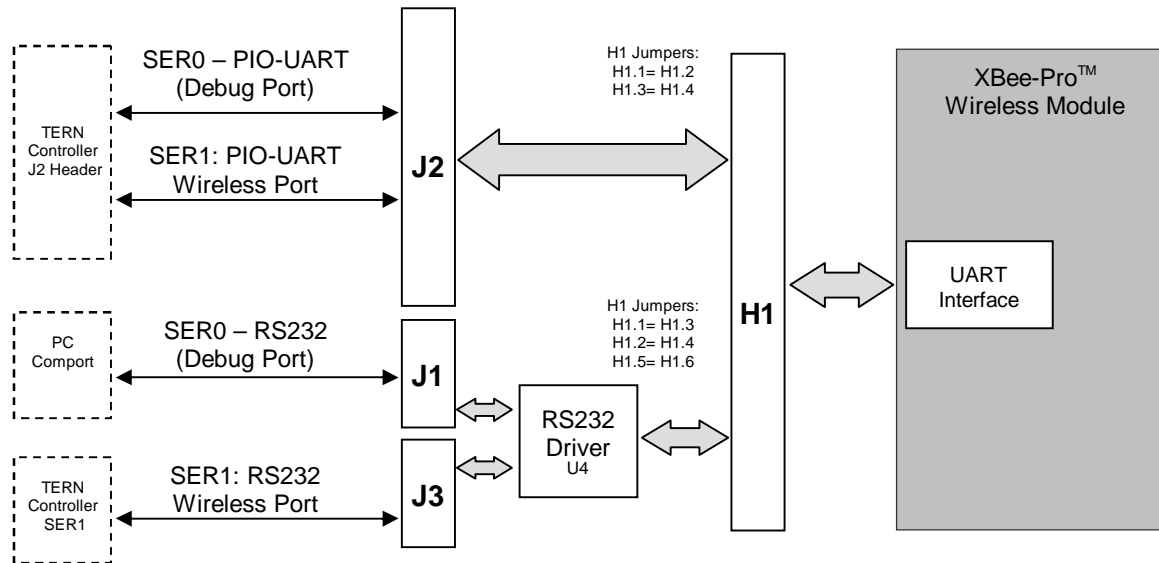 SER0 – PIO-UART
(Debug Port)
TERN
Controller
J2 Header
SER1: PIO-UART
Wireless Port
J2
H1 Jumpers:
H1.1= H1.2
H1.3= H1.4
XBee-Pro™
Wireless Module
UART
Interface
H1
H1 Jumpers:
H1.1= H1.3
H1.2= H1.4
H1.5= H1.6
PC
Comport
SER0 – RS232
(Debug Port)
J1
RS232
Driver
U4
TERN
Controller
SER1
SER1: RS232
Wireless Port
J3